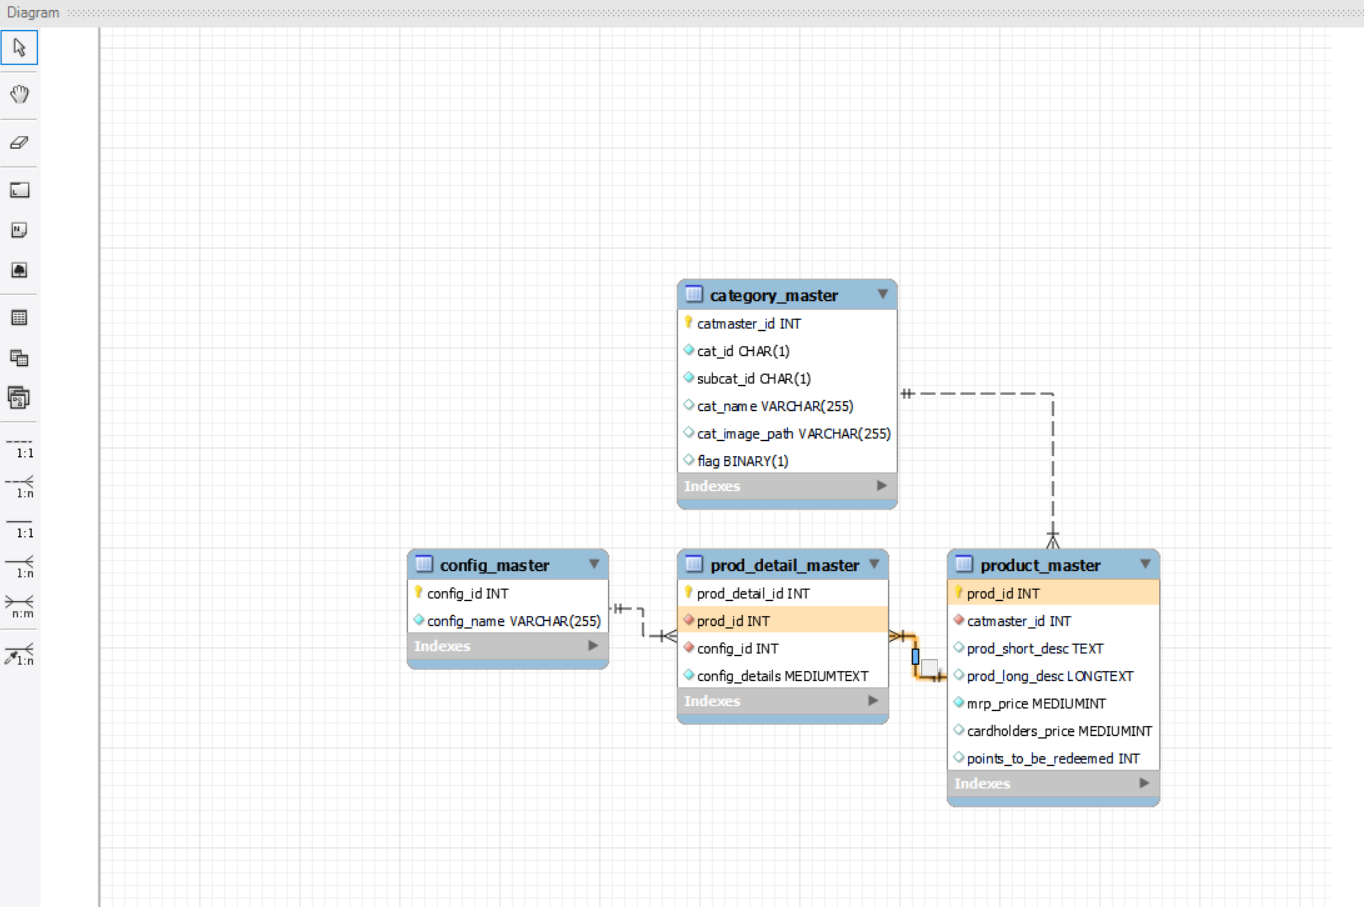 Diagram
1:1
1:n
1:1
1:n
n:m
1:n
category_master
catmaster_id INT
cat_id CHAR(1)
subcat_id CHAR(1)
cat_name VARCHAR(255)
cat_image_path VARCHAR(255)
flag BINARY(1)
Indexes
config_master
config_id INT
config_name VARCHAR(255)
Indexes
prod_detail_master
prod_detail_id INT
prod_id INT
config_id INT
config_details MEDIUMTEXT
Indexes
product_master
prod_id INT
catmaster_id INT
prod_short_desc TEXT
prod_long_desc LONGTEXT
mrp_price MEDIUMINT
cardholders_price MEDIUMINT
points_to_be_redeemed INT
Indexes